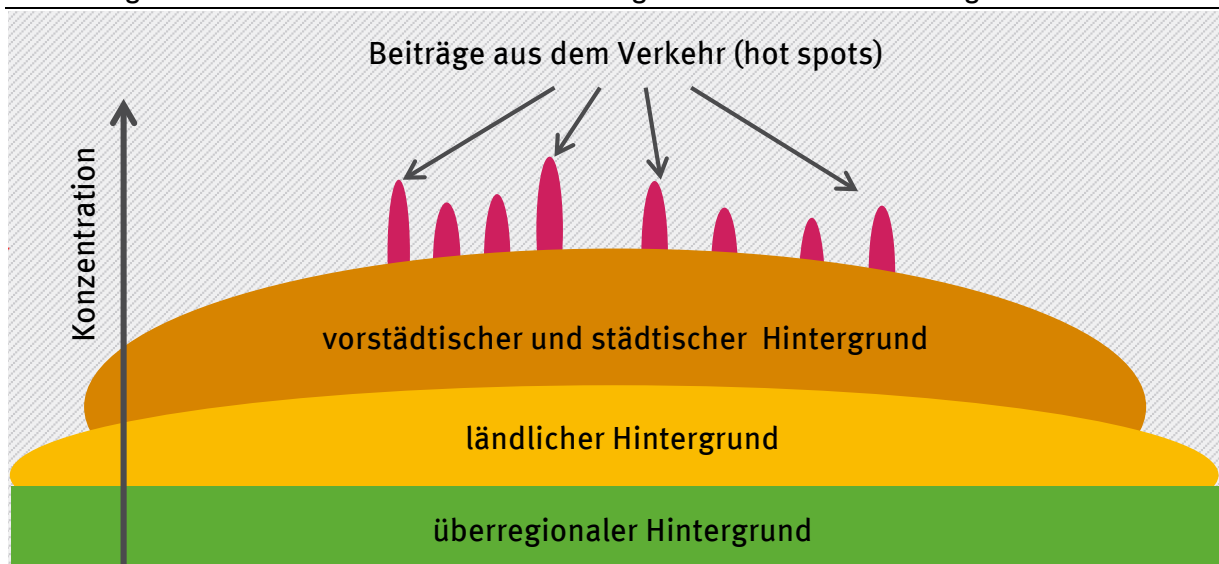 Beiträge aus dem Verkehr (hot spots)
Konzentration
vorstädtischer und städtischer Hintergrund
ländlicher Hintergrund
überregionaler Hintergrund